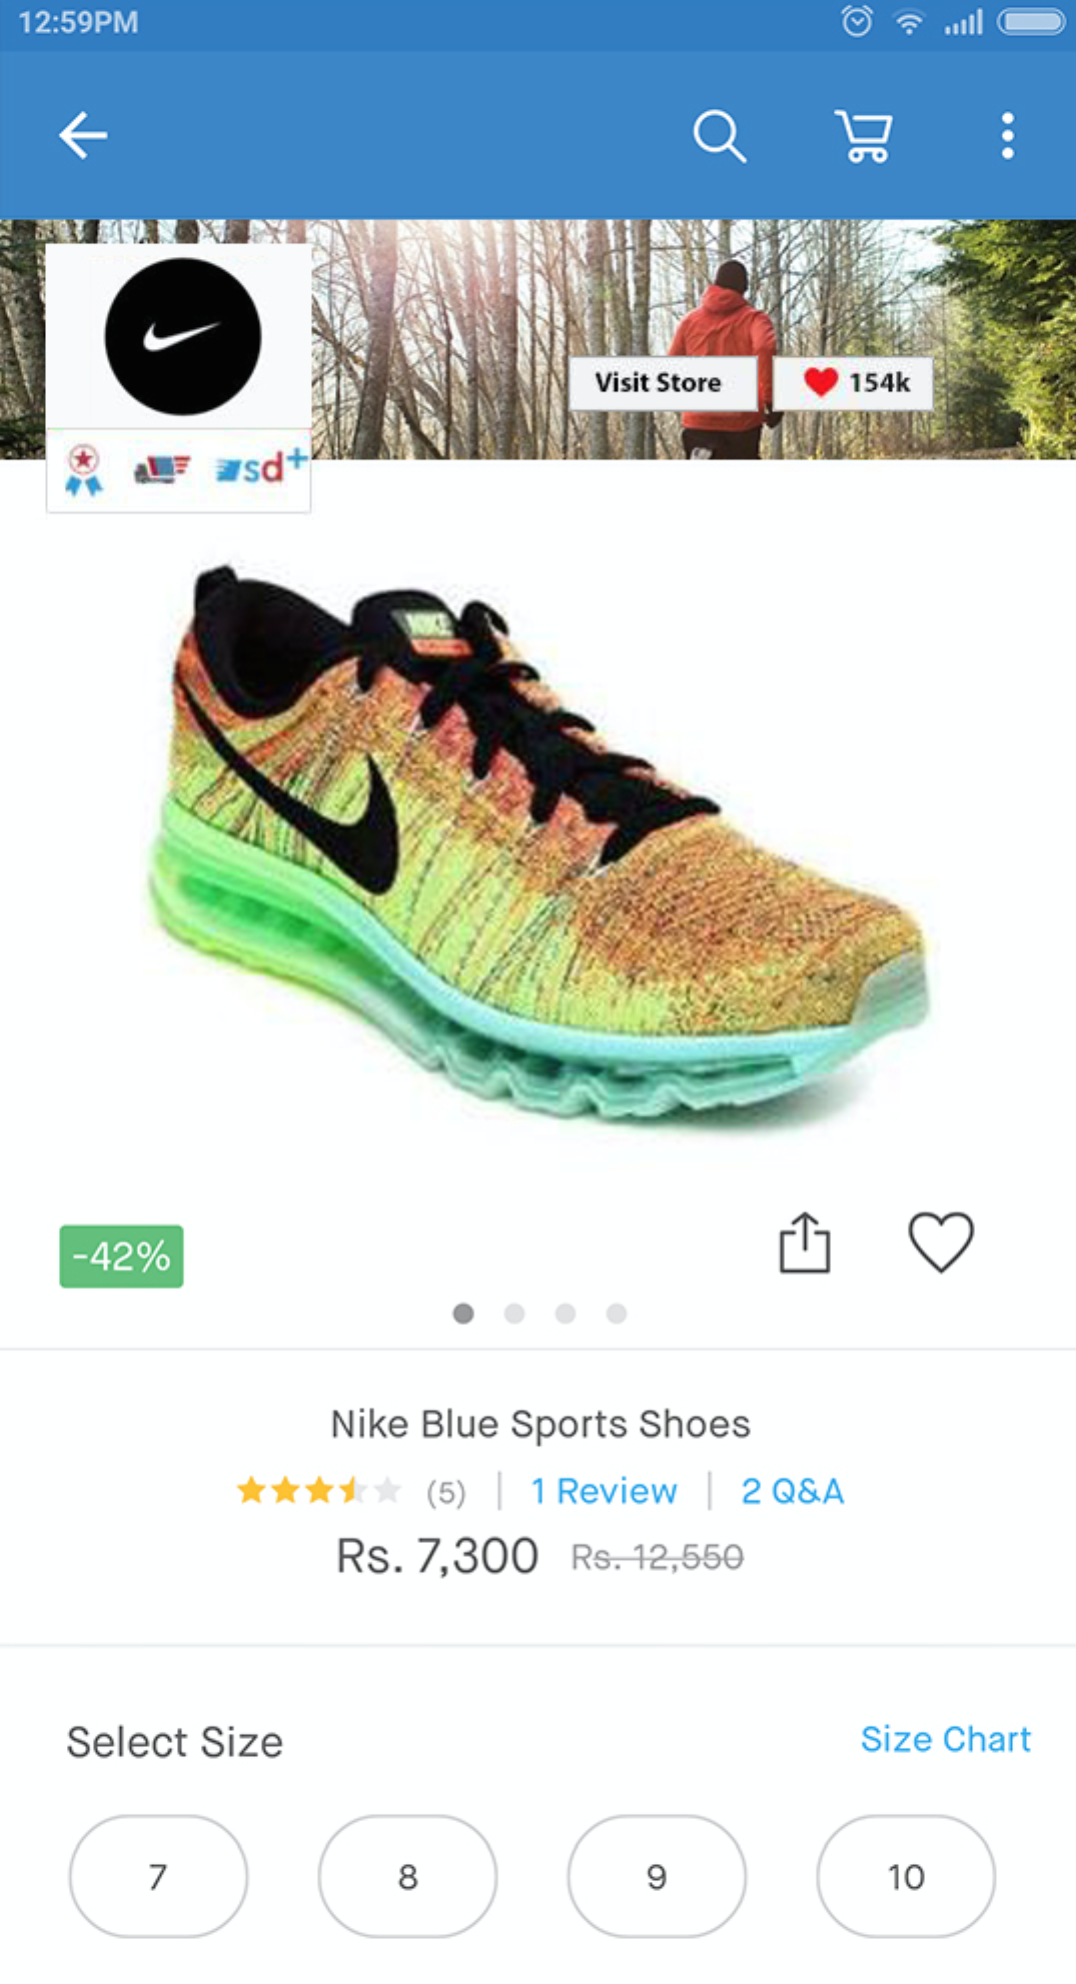 12:59PM
Visit Store
154k
sd+
-42%
Nike Blue Sports Shoes
(5) | 1 Review | 2 Q&A
Rs. 7,300 Rs. 12,550
Select Size
Size Chart
7
8
9
10